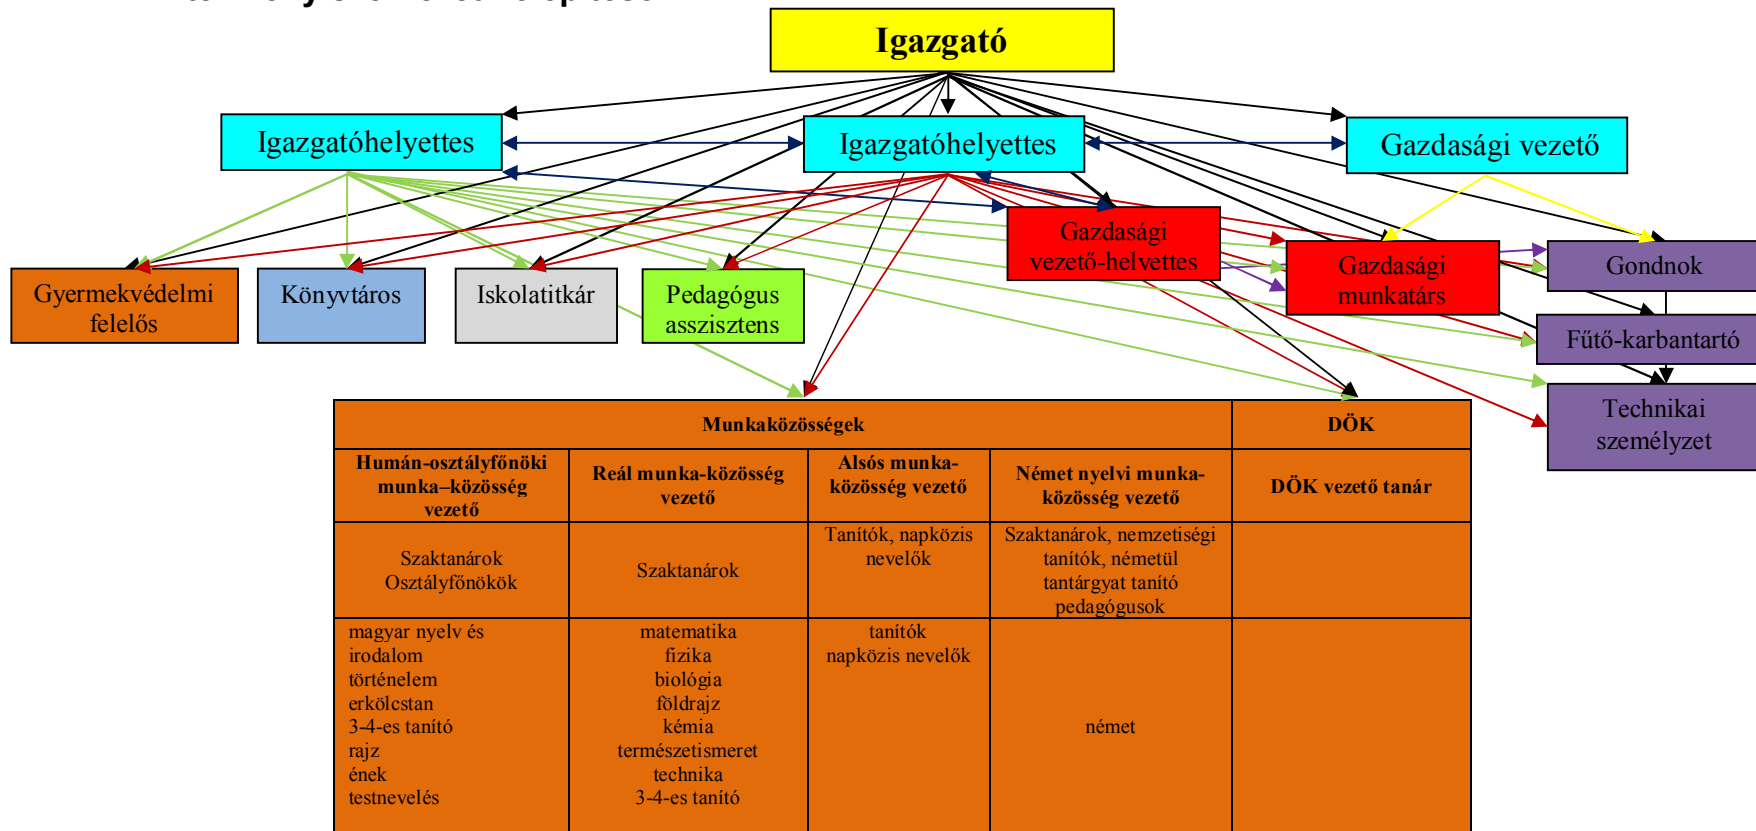 Igazgató
Igazgatóhelyettes
Igazgatóhelyettes
Gazdasági vezető
Gazdasági
vezető-helvettes
Gazdasági
munkatárs
Gondnok
Gyermekvédelmi
felelős
Könyvtáros
Iskolatitkár
Pedagógus
asszisztens
Fűtő-karbantartó
Technikai
személyzet
Munkaközösségek
DÖK
Humán-osztályfőnöki
munka–közösség
vezető
Reál munka-közösség
vezető
Alsós munka-
közösség vezető
Német nyelvi munka-
közösség vezető
DÖK vezető tanár
Szaktanárok
Osztályfőnökök
Szaktanárok
Tanítók, napközis
nevelők
Szaktanárok, nemzetiségi
tanítók, németül
tantárgyat tanító
pedagógusok
magyar nyelv és
irodalom
történelem
erkölcstan
3-4-es tanító
rajz
ének
testnevelés
matematika
fizika
biológia
földrajz
kémia
természetismeret
technika
3-4-es tanító
tanítók
napközis nevelők
német